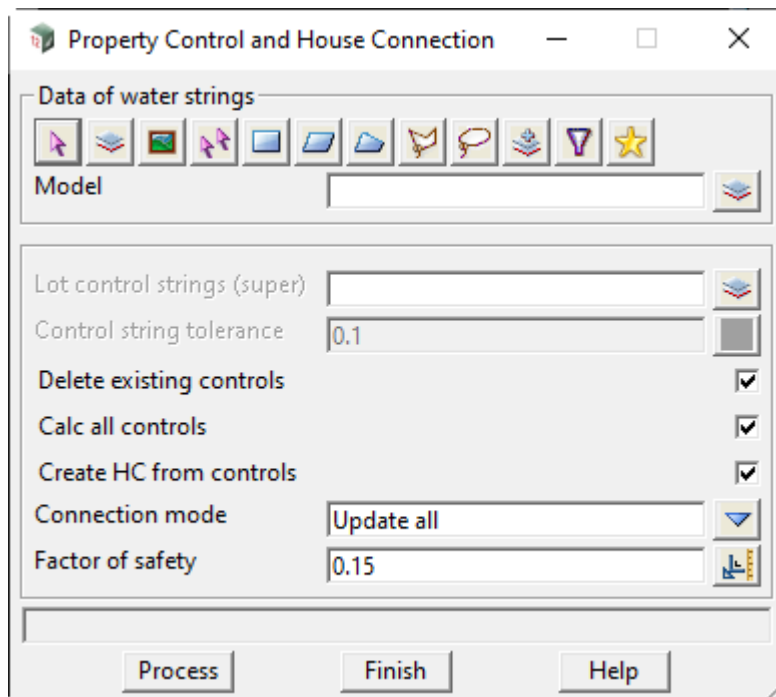 Property Control and House Connection
Data of water strings
Model
Lot control strings (super)
Control string tolerance 0.1
Delete existing controls
Calc all controls
Create HC from controls
Connection mode Update all
Factor of safety 0.15
Process Finish Help